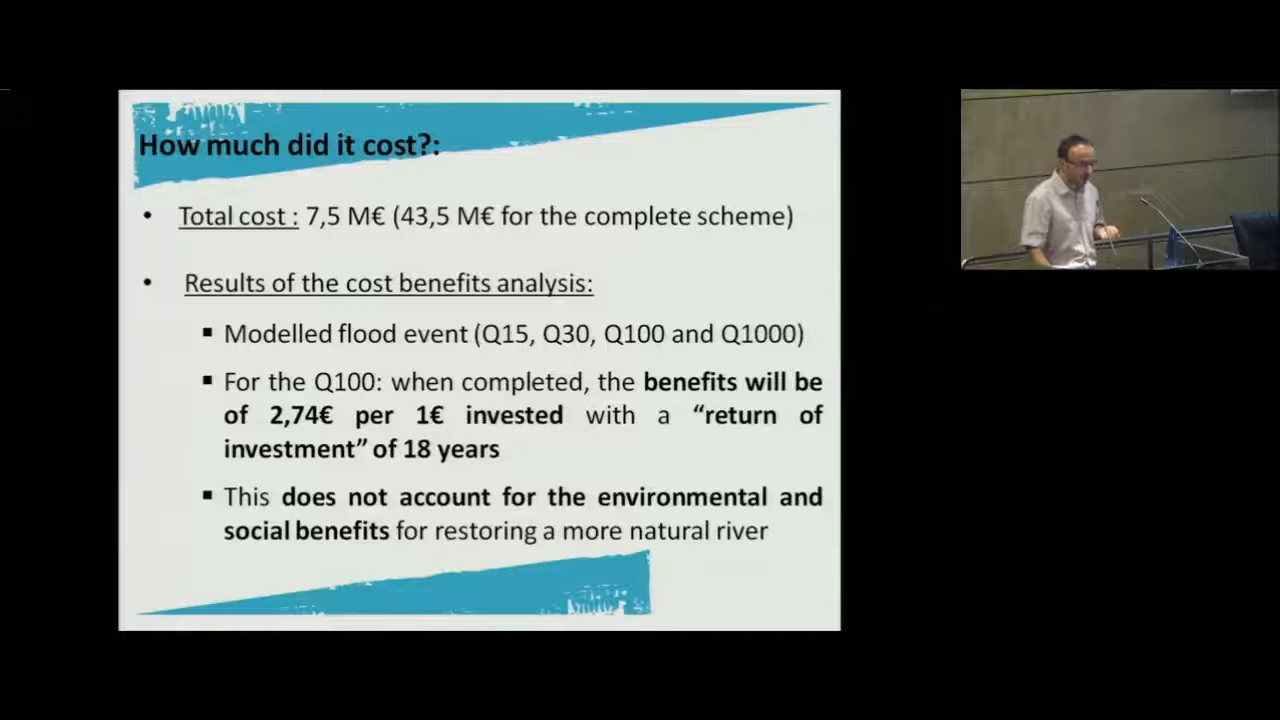 How much did it cost?:
• Total cost : 7,5 M€ (43,5 M€ for the complete scheme)
• Results of the cost benefits analysis:
▪ Modelled flood event (Q15, Q30, Q100 and Q1000)
▪ For the Q100: when completed, the benefits will be
of 2,74€ per 1€ invested with a “return of
investment” of 18 years
▪ This does not account for the environmental and
social benefits for restoring a more natural river